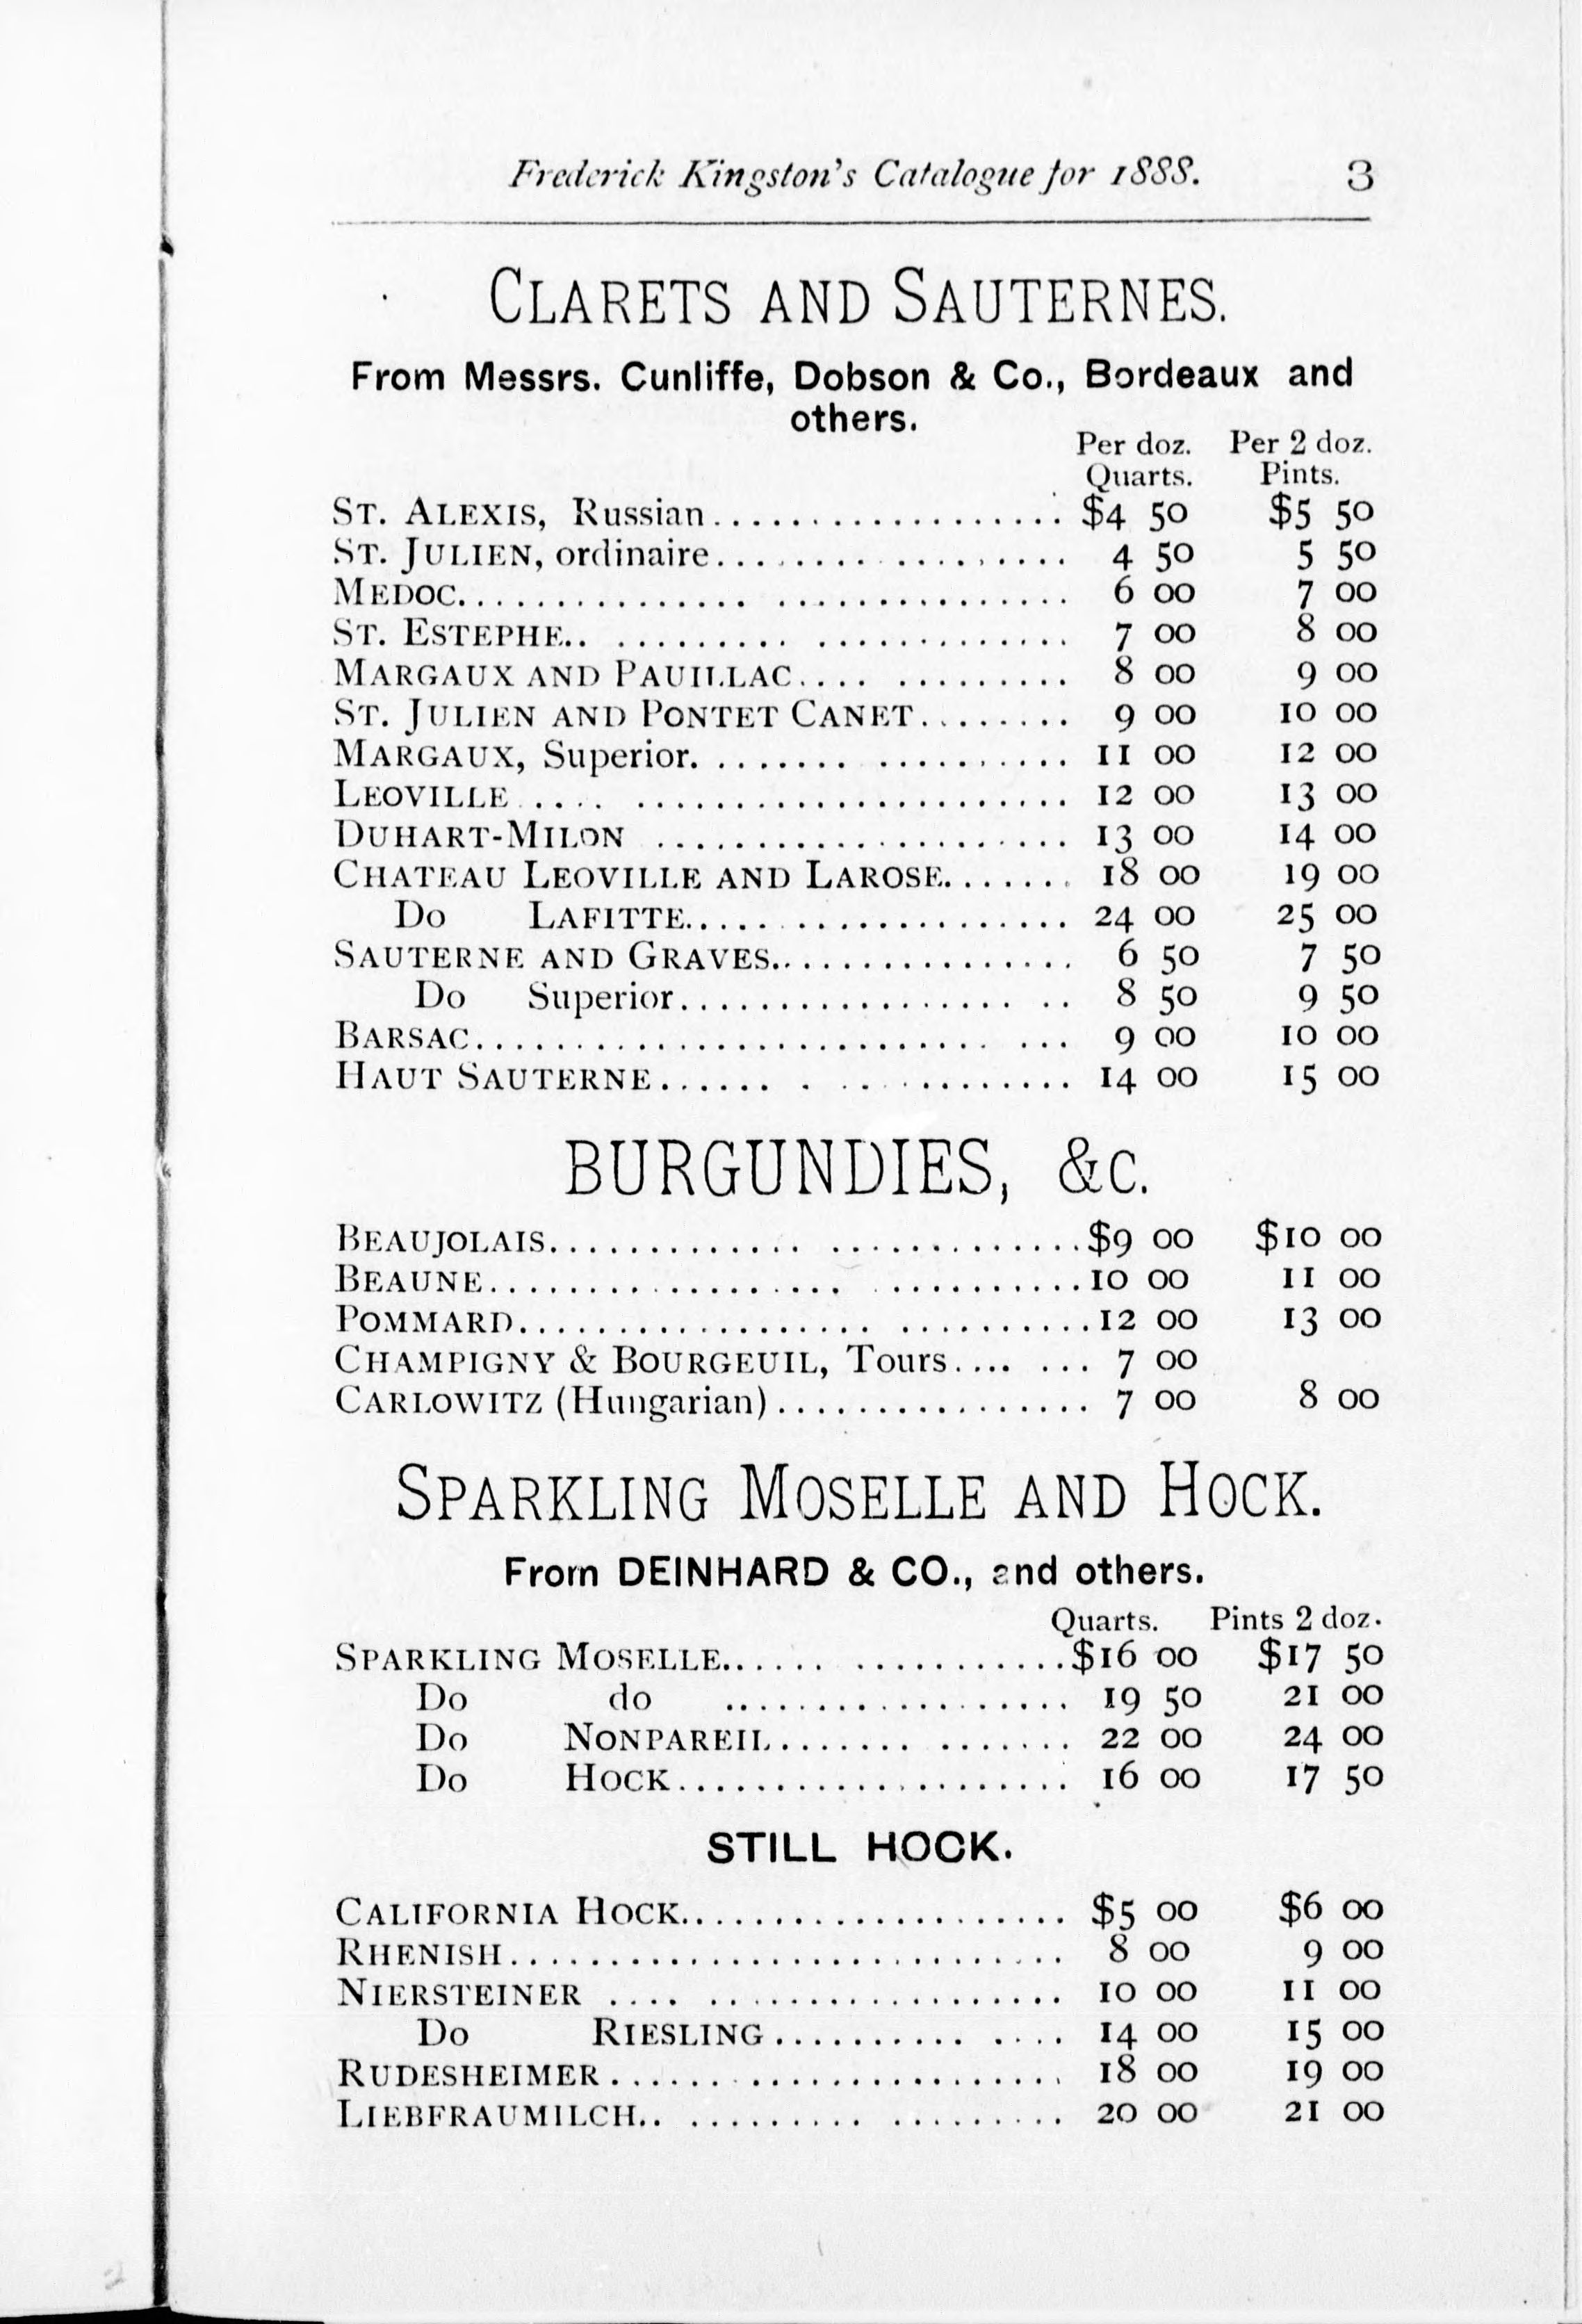 Frederick Kingston's Catalogue for 1888. 3
CLARETS AND SAUTERNES.
From Messrs. Cunliffe, Dobson & Co., Bordeaux and
others.
Per doz. Per 2 doz.
Quarts. Pints.
ST. ALEXIS, Russian.................. $4 50 $5 50
ST. JULIEN, ordinaire.................. 4 50 5 50
MEDOC.............................. 6 00 7 00
ST. ESTEPHE......................... 7 00 8 00
MARGAUX AND PAUILLAC.............. 8 00 9 00
ST. JULIEN AND PONTET CANET........ 9 00 10 00
MARGAUX, Superior.................. 11 00 12 00
LEOVILLE.......................... 12 00 13 00
DUHART-MILON ..................... 13 00 14 00
CHATEAU LEOVILLE AND LAROSE....... 18 00 19 00
Do LAFITTE.................... 24 00 25 00
SAUTERNE AND GRAVES................ 6 50 7 50
Do Superior................... 8 50 9 50
BARSAC............................. 9 00 10 00
HAUT SAUTERNE.................... 14 00 15 00
BURGUNDIES, &C.
BEAUJOLAIS..........................$9 00 $10 00
BEAUNE.............................10 00 11 00
POMMARD............................12 00 13 00
CHAMPIGNY & BOURGEUIL, Tours....... 7 00
CARLOWITZ (Hungarian)................ 7 00 8 00
SPARKLING MOSELLE AND HOCK.
From DEINHARD & CO., and others.
Quarts. Pints 2 doz.
SPARKLING MOSELLE.................$16 00 $17 50
Do do .................. 19 50 21 00
Do NONPAREIL.............. 22 00 24 00
Do HOCK.................... 16 00 17 50
STILL HOCK.
CALIFORNIA HOCK.................... $5 00 $6 00
RHENISH............................ 8 00 9 00
NIERSTEINER ...................... 10 00 11 00
Do RIESLING.............. 14 00 15 00
RUDESHEIMER....................... 18 00 19 00
LIEBFRAUMILCH.................... 20 00 21 00